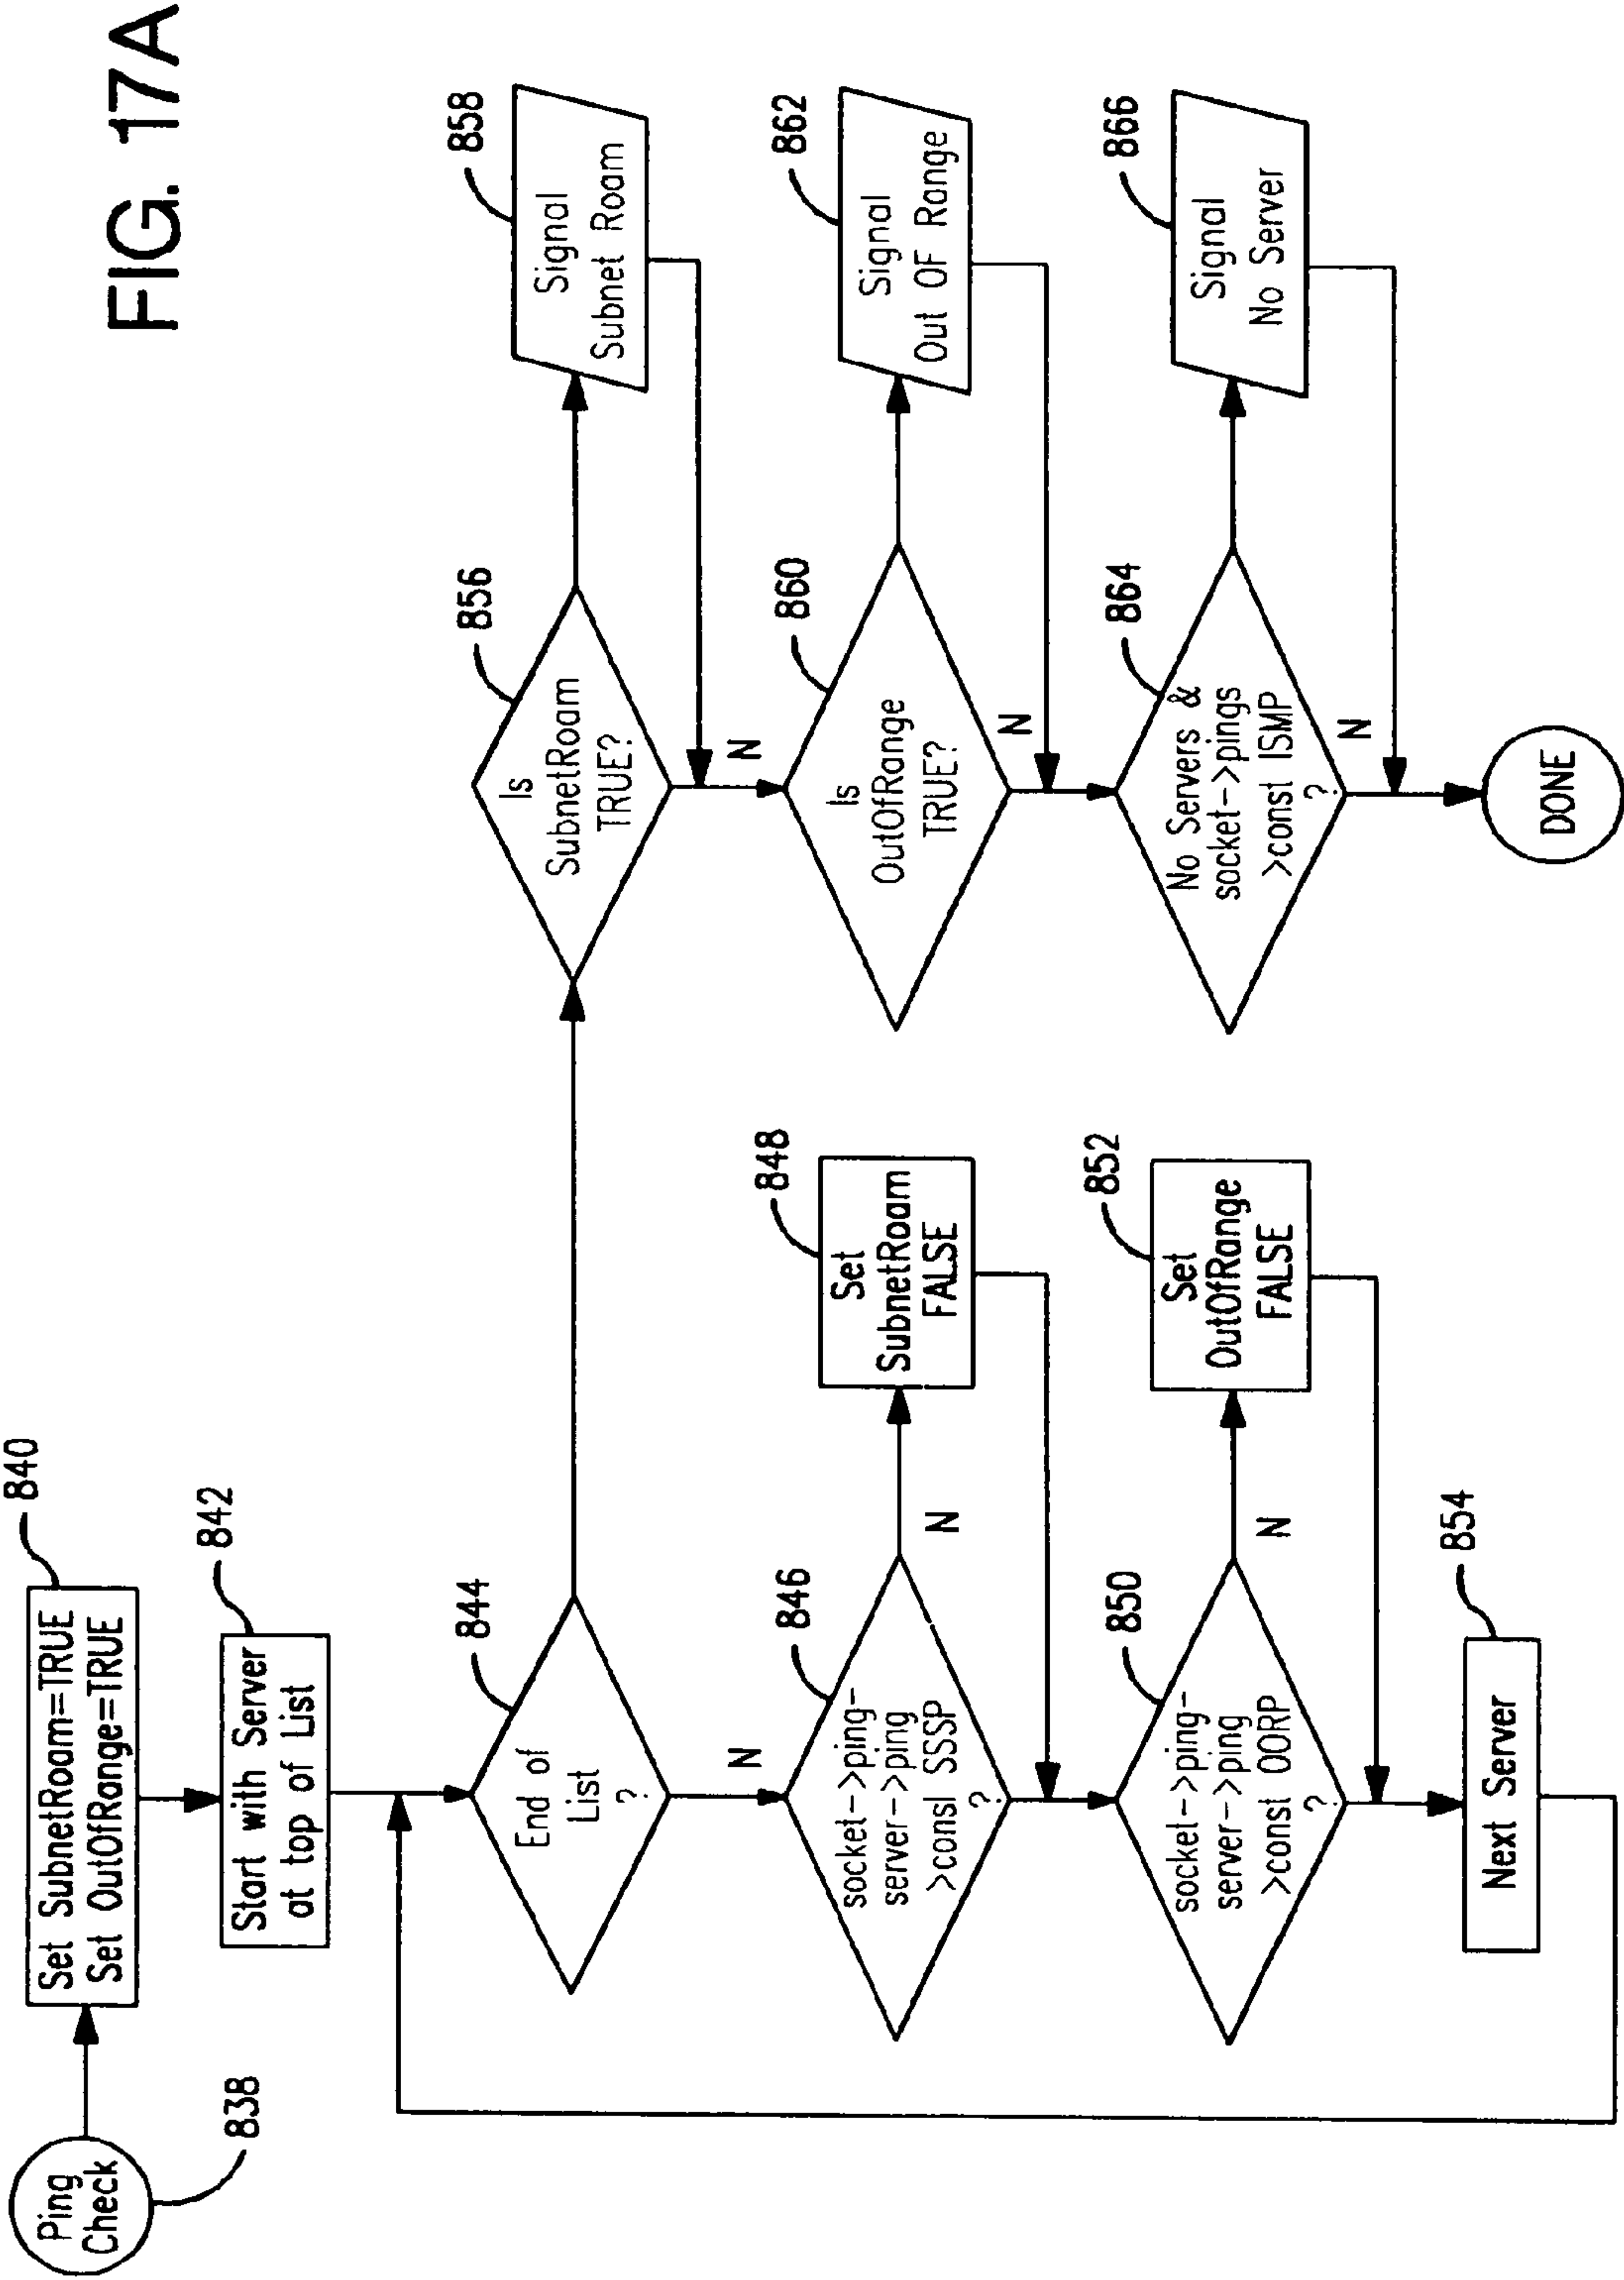 FIG. 17A
Ping
Check
838
Set SubnetRoam=TRUE
Set OutOfRange=TRUE
840
Start with Server
at top of List
842
End of
List
?
844
N
socket->ping-
server->ping
>consl SSSP
?
846
N
Set
SubnetRoam
FALSE
848
socket->ping-
server->ping
>const OORP
?
850
N
Set
OutOfRange
FALSE
852
Next Server
854
Is
SubnetRoam
TRUE?
856
N
Signal
Subnet Roam
858
Is
OutOfRange
TRUE?
860
N
Signal
Out OF Range
862
No Servers &
socket->pings
>const ISMP
?
864
N
Signal
No Server
866
DONE